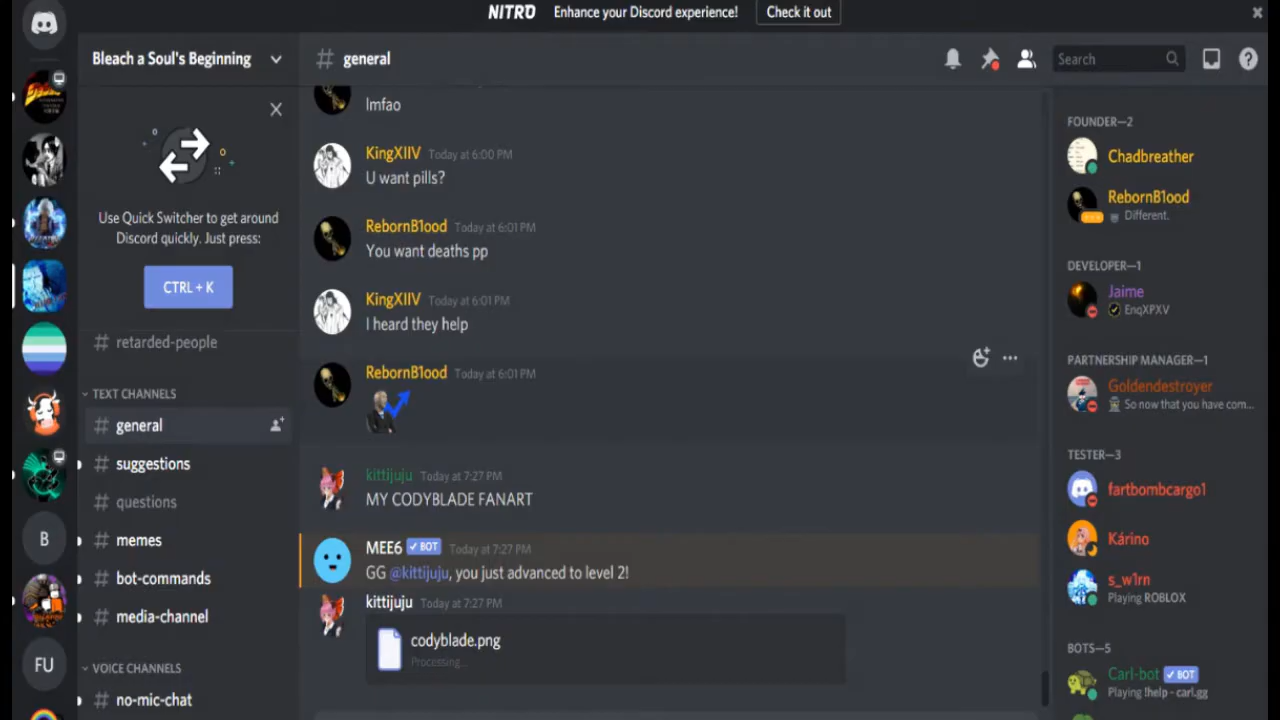 NITRO Enhance your Discord experience! Check it out
Bleach a Soul's Beginning
general
Search
Use Quick Switcher to get around
Discord quickly. Just press:
CTRL + K
# retarded-people
TEXT CHANNELS
# general
# suggestions
# questions
# memes
# bot-commands
# media-channel
VOICE CHANNELS
# no-mic-chat
B
FU
lmfao
KingXIIV Today at 6:00 PM
U want pills?
RebornB1ood Today at 6:01 PM
You want deaths pp
KingXIIV Today at 6:01 PM
I heard they help
RebornB1ood Today at 6:01 PM
kittijuju Today at 7:27 PM
MY CODYBLADE FANART
MEE6 BOT Today at 7:27 PM
GG @kittijuju, you just advanced to level 2!
kittijuju Today at 7:27 PM
codyblade.png
Processing...
FOUNDER—2
Chadbreather
RebornB1ood
Different.
DEVELOPER—1
Jaime
EnqXPXV
PARTNERSHIP MANAGER—1
Goldendestroyer
So now that you have com...
TESTER—3
fartbombcargo1
Kárino
s_w1rn
Playing ROBLOX
BOTS—5
Carl-bot BOT
Playing !help - carl.gg